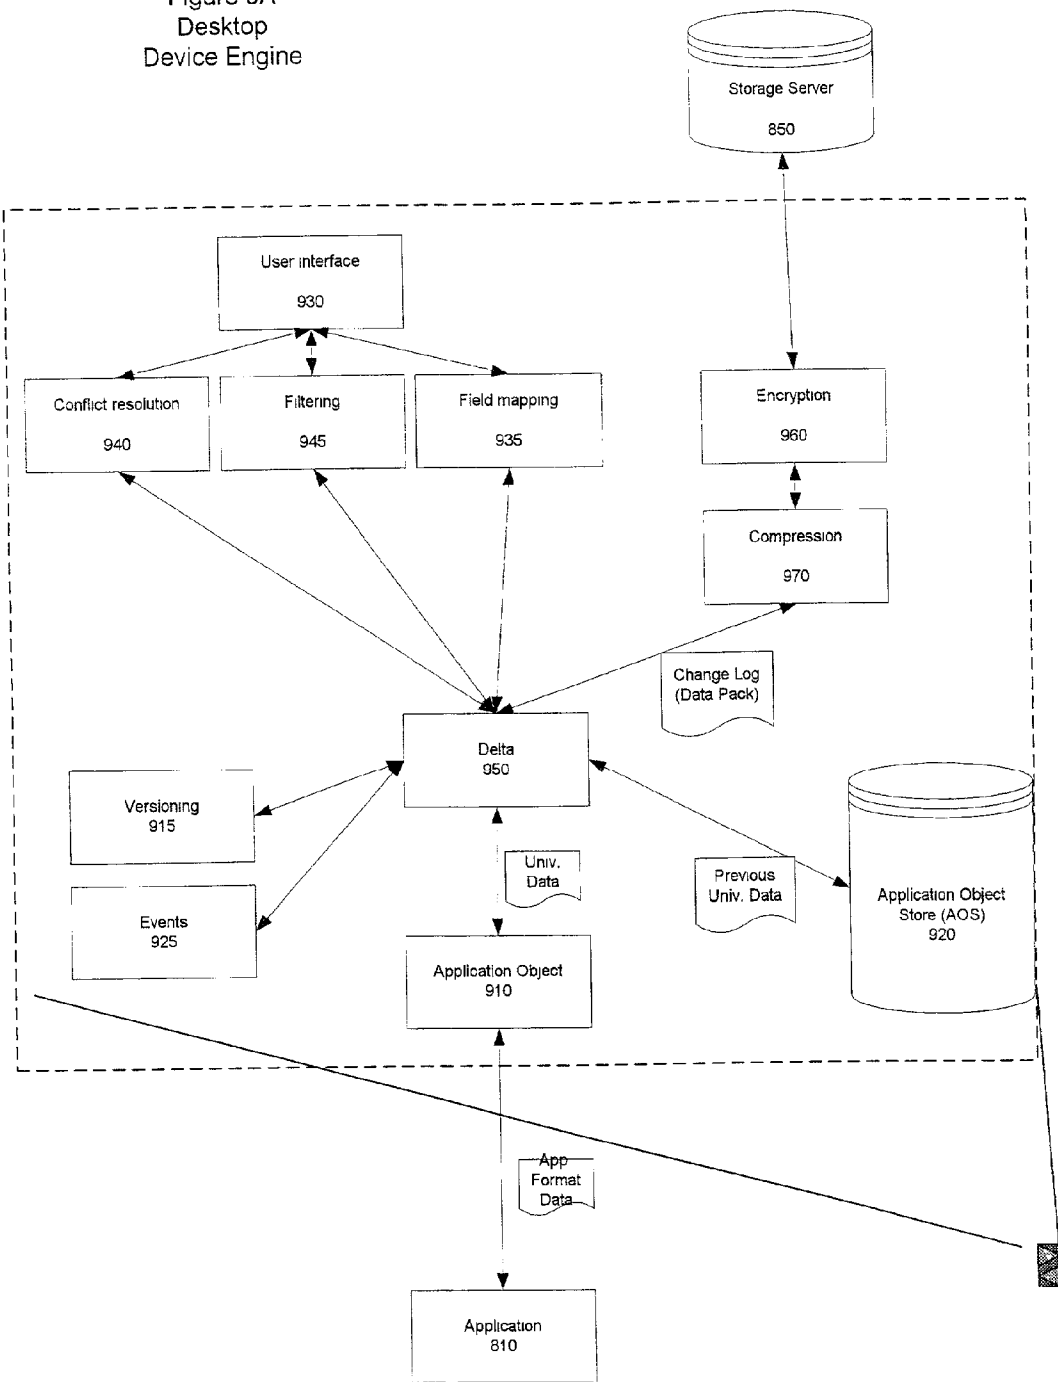 Figure 9A
Desktop
Device Engine
Storage Server
850
User interface
930
Conflict resolution
940
Filtering
945
Field mapping
935
Encryption
960
Compression
970
Change Log
(Data Pack)
Delta
950
Versioning
915
Events
925
Univ.
Data
Previous
Univ. Data
Application Object
Store (AOS)
920
Application Object
910
App
Format
Data
Application
810